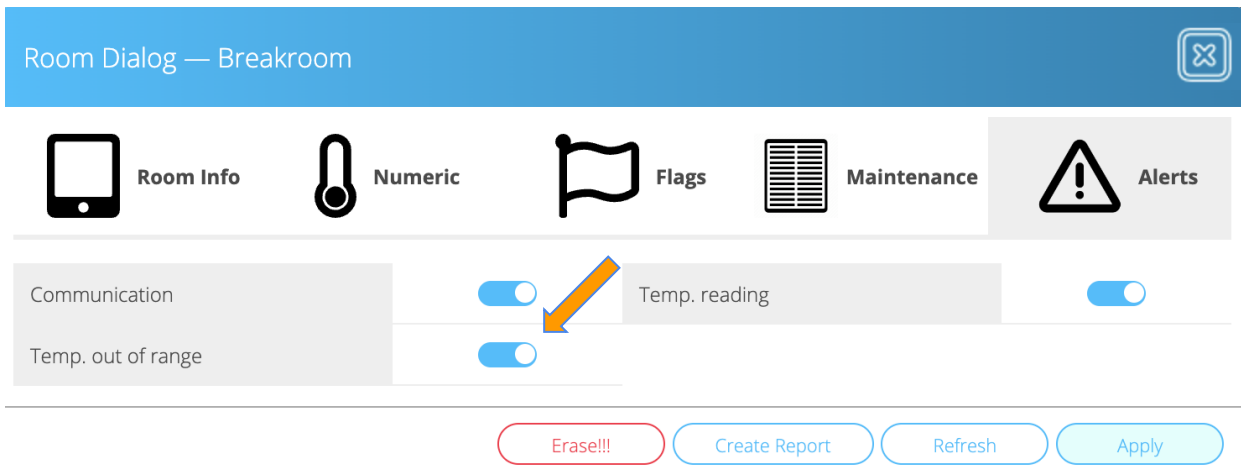 Room Dialog — Breakroom
Room Info Numeric Flags Maintenance Alerts
Communication Temp. reading
Temp. out of range
Erase!!! Create Report Refresh Apply